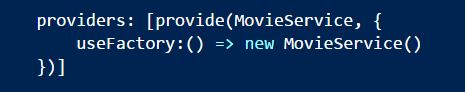 providers: [provide(MovieService, {
useFactory:() => new MovieService()
})]